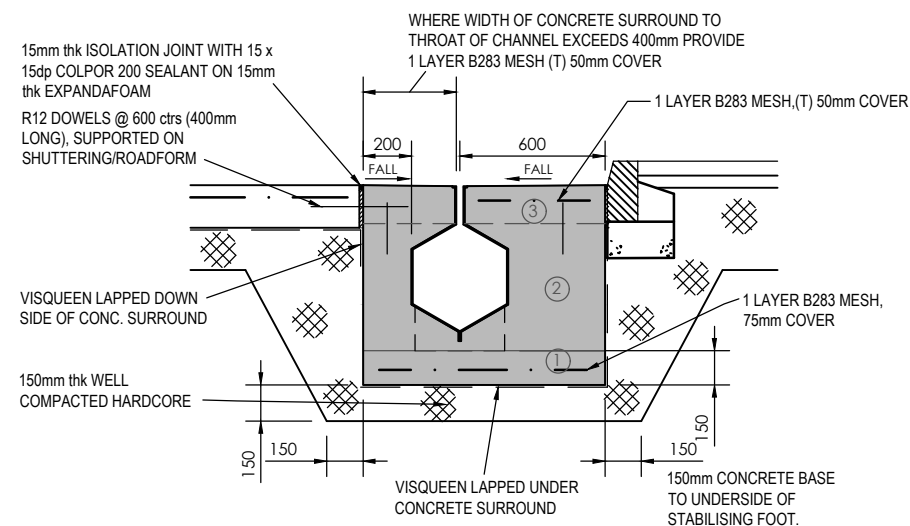 WHERE WIDTH OF CONCRETE SURROUND TO
THROAT OF CHANNEL EXCEEDS 400mm PROVIDE
1 LAYER B283 MESH (T) 50mm COVER
15mm thk ISOLATION JOINT WITH 15 x
15dp COLPOR 200 SEALANT ON 15mm
thk EXPANDAFOAM
R12 DOWELS @ 600 ctrs (400mm
LONG), SUPPORTED ON
SHUTTERING/ROADFORM
1 LAYER B283 MESH,(T) 50mm COVER
200
600
FALL
FALL
3
2
1
VISQUEEN LAPPED DOWN
SIDE OF CONC. SURROUND
1 LAYER B283 MESH,
75mm COVER
150mm thk WELL
COMPACTED HARDCORE
150
150
150
150
VISQUEEN LAPPED UNDER
CONCRETE SURROUND
150mm CONCRETE BASE
TO UNDERSIDE OF
STABILISING FOOT.